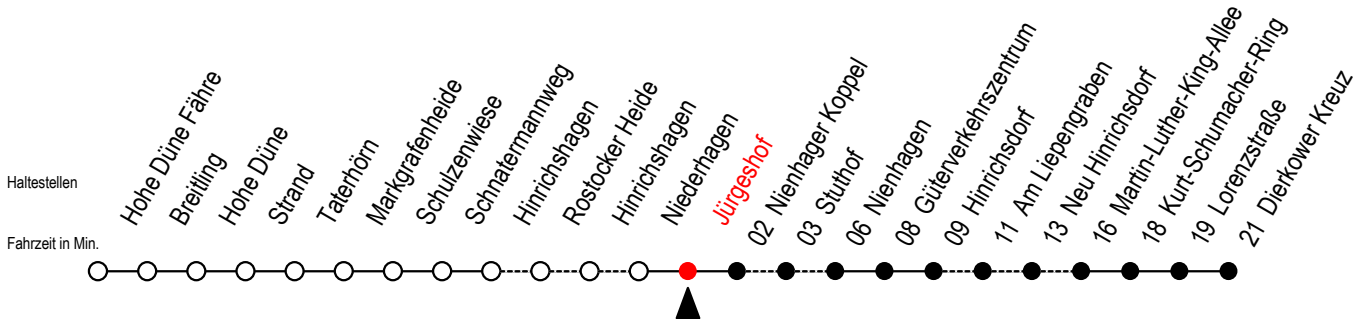 Haltestellen
Hohe Düne Fähre
Breitling
Hohe Düne
Strand
Taterhörn
Markgrafenheide
Schulzenwiese
Schnatermannweg
Hinrichshagen
Rostocker Heide
Hinrichshagen
Niederhagen
Jürgeshof
02 Nienhager Koppel
03 Stuthof
06 Nienhagen
08 Güterverkehrszentrum
09 Hinrichsdorf
11 Am Liepengraben
13 Neu Hinrichsdorf
16 Martin-Luther-King-Allee
18 Kurt-Schumacher-Ring
19 Lorenzstraße
21 Dierkower Kreuz
Fahrzeit in Min.